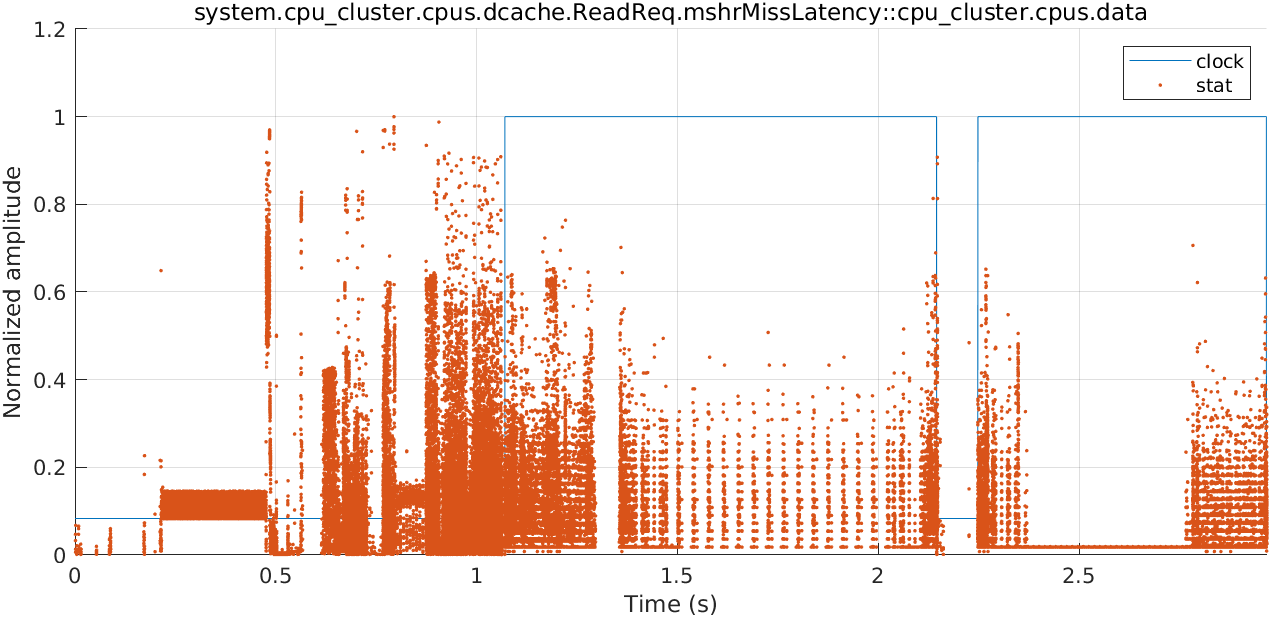 system.cpu_cluster.cpus.dcache.ReadReq.mshrMissLatency::cpu_cluster.cpus.data
1.2
1
0.8
0.6
0.4
0.2
0
Normalized amplitude
clock
stat
0 0.5 1 1.5 2 2.5
Time (s)